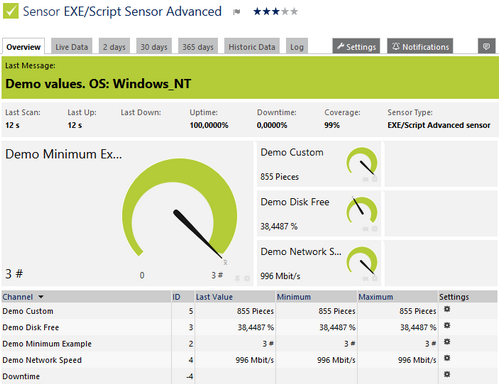 Sensor EXE/Script Sensor Advanced
Overview Live Data 2 days 30 days 365 days Historic Data Log Settings Notifications
Last Message:
Demo values. OS: Windows_NT
Last Scan: Last Up: Last Down: Uptime: Downtime: Coverage: Sensor Type:
12 s 12 s 100,0000% 0,0000% 99% EXE/Script Advanced sensor
Demo Minimum Ex...
3 #
0
3 #
3
Demo Custom
855 Pieces
Demo Disk Free
38,4487 %
Demo Network S...
996 Mbit/s
Channel ID Last Value Minimum Maximum Settings
Demo Custom 5 855 Pieces 855 Pieces 855 Pieces
Demo Disk Free 3 38,4487 % 38,4487 % 38,4487 %
Demo Minimum Example 2 3 # 3 # 3 #
Demo Network Speed 4 996 Mbit/s 996 Mbit/s 996 Mbit/s
Downtime -4